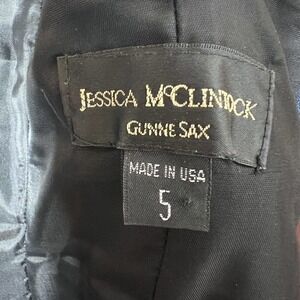 JESSICA McCLINTOCK
GUNNE SAX
MADE IN USA
5